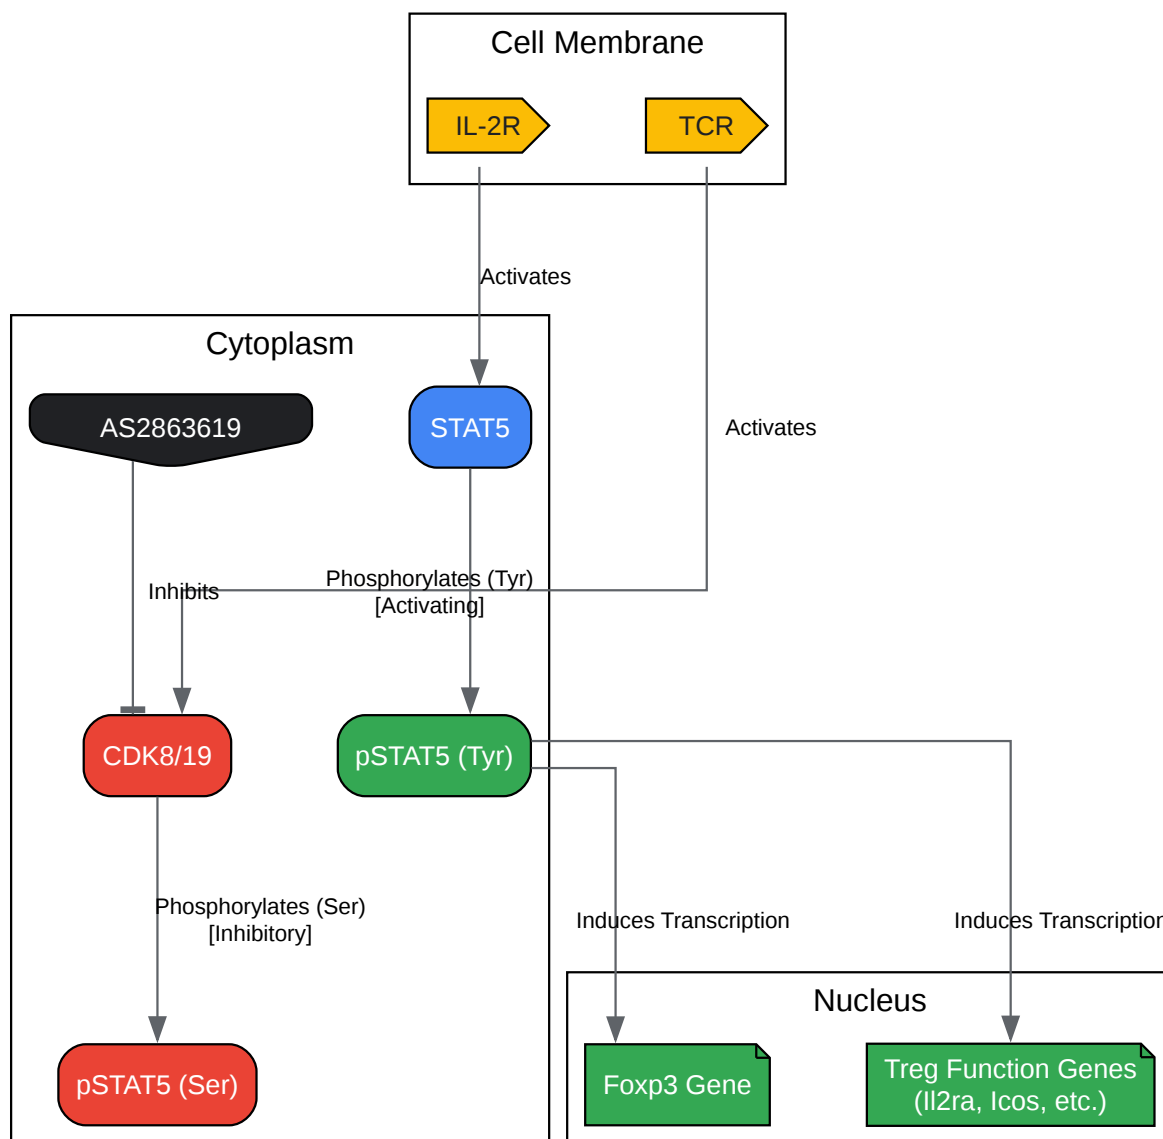 Cell Membrane
IL-2R
TCR
Activates
Cytoplasm
AS2863619
STAT5
Activates
Inhibits
Phosphorylates (Tyr)
[Activating]
CDK8/19
pSTAT5 (Tyr)
Phosphorylates (Ser)
[Inhibitory]
Induces Transcription
Induces Transcription
Nucleus
pSTAT5 (Ser)
Foxp3 Gene
Treg Function Genes
(Il2ra, Icos, etc.)